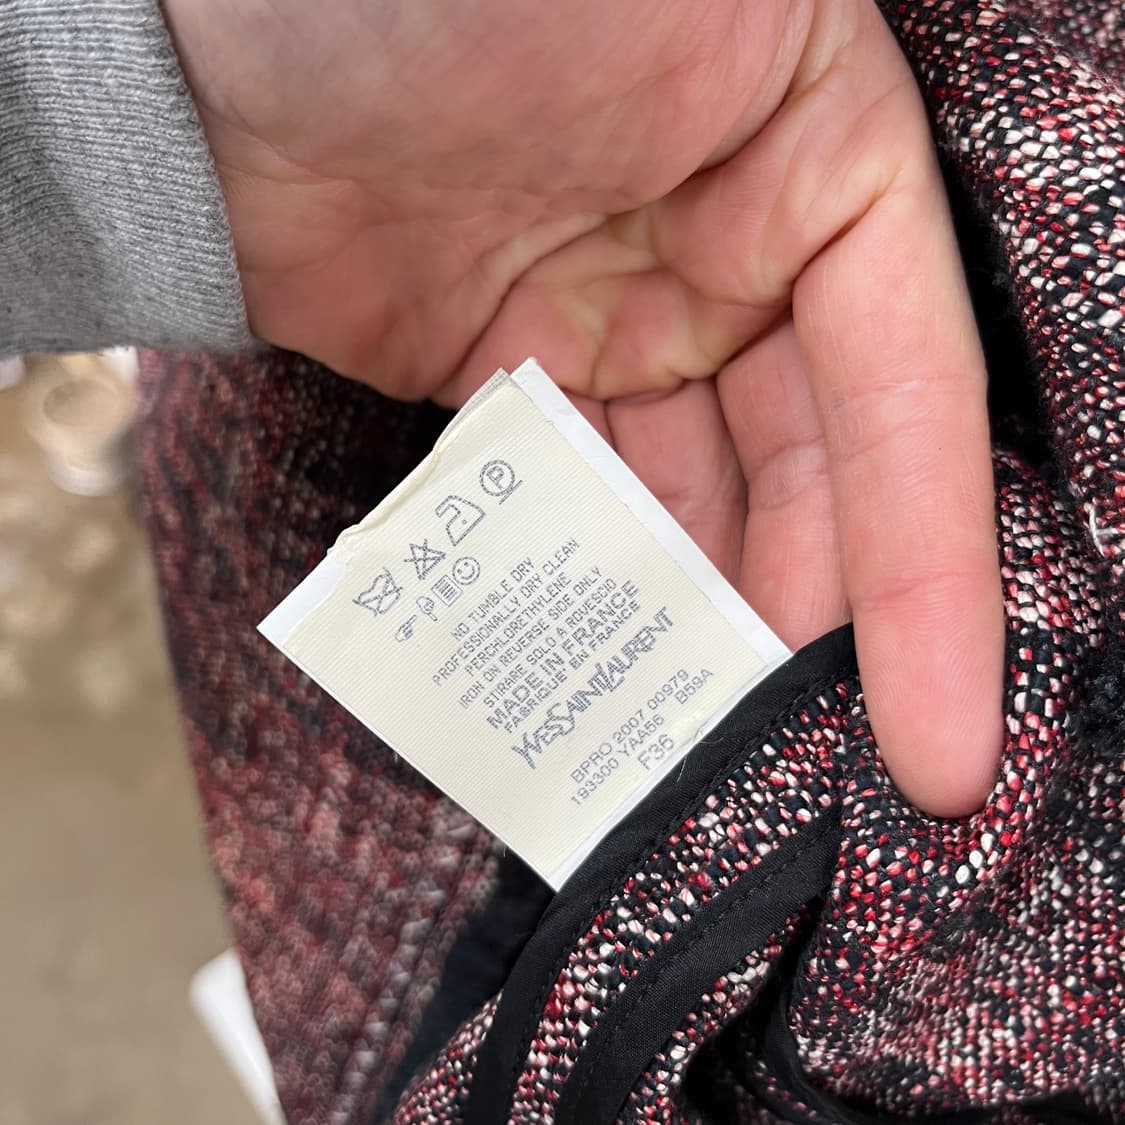 P
NO TUMBLE DRY
PROFESSIONALLY DRY CLEAN
PERCHLORETHYLENE
IRON ON REVERSE SIDE ONLY
STIRARE SOLO A ROVESCIO
MADE IN FRANCE
FABRIQUÉ EN FRANCE
YVESSAINTLAURENT
BPRO 2007 00979
193300 YAA56 B59A
F36